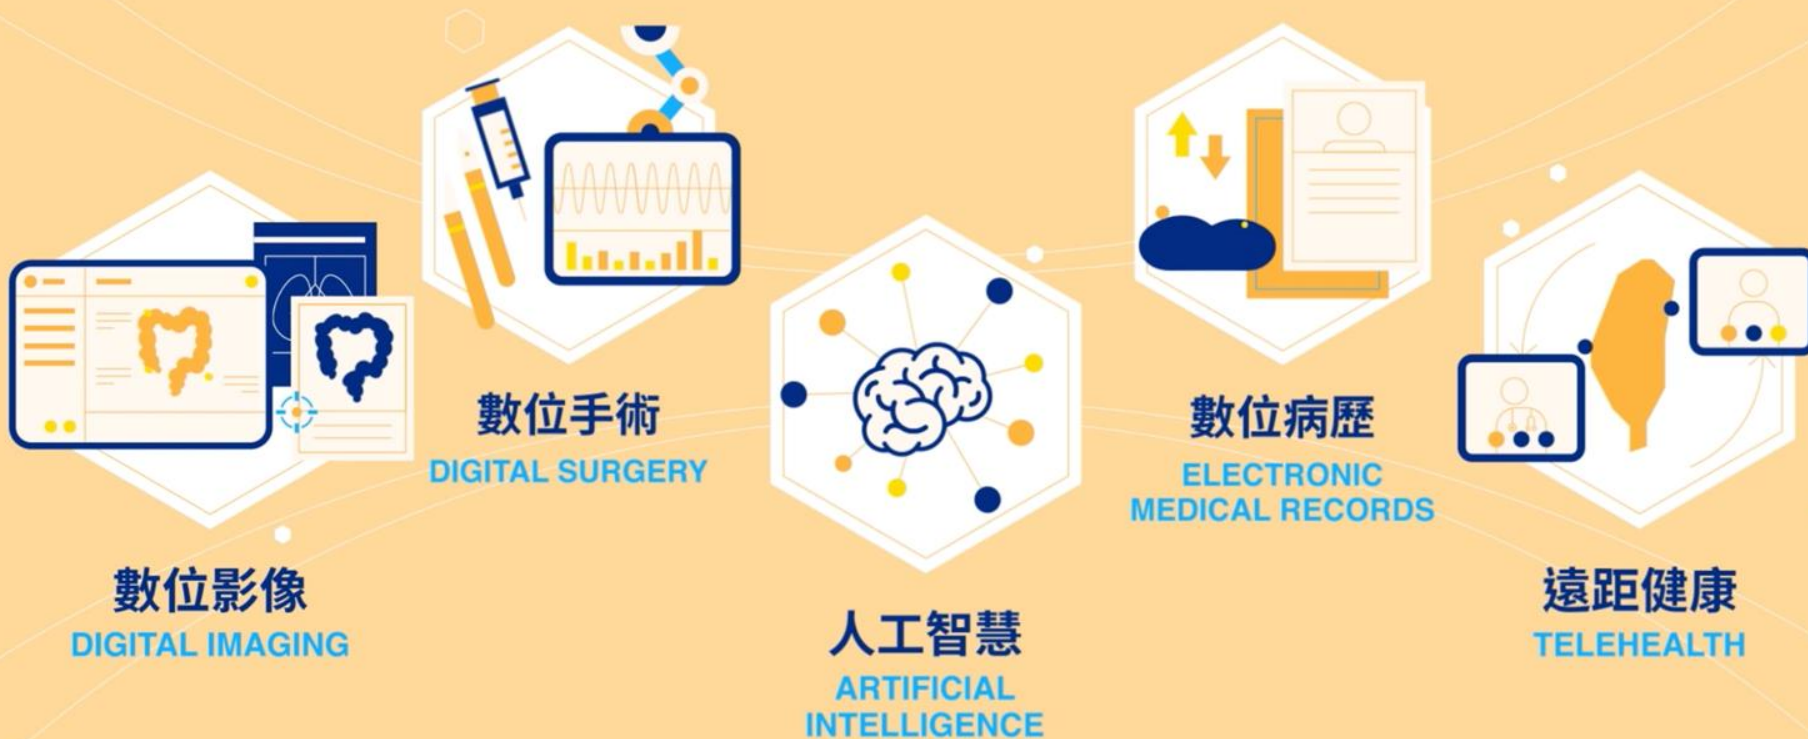 數位影像
DIGITAL IMAGING
數位手術
DIGITAL SURGERY
人工智慧
ARTIFICIAL
INTELLIGENCE
數位病歷
ELECTRONIC
MEDICAL RECORDS
遠距健康
TELEHEALTH